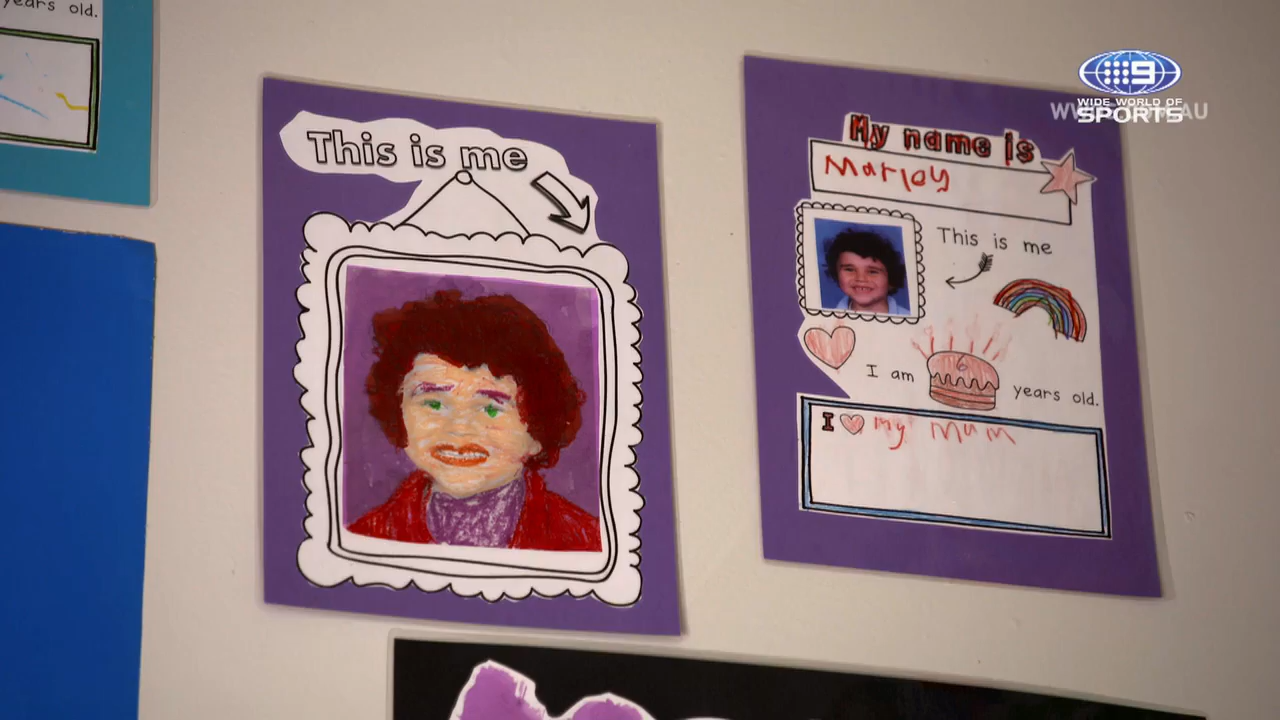 years old.
This is me
My name is
Marley
This is me
I am
6
years old.
I my mum
9
WIDE WORLD OF
SPORTS